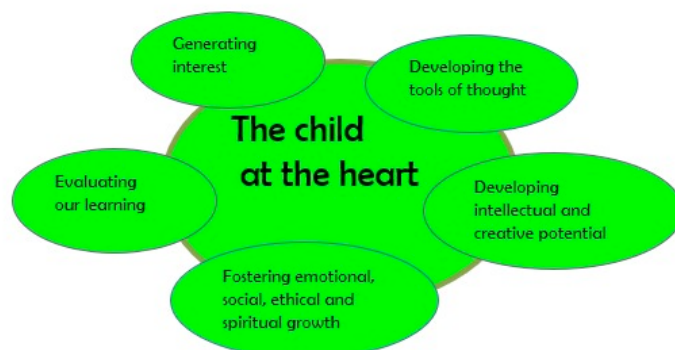 Generating
interest
Developing the
tools of thought
The child
at the heart
Evaluating
our learning
Developing
intellectual and
creative potential
Fostering emotional,
social, ethical and
spiritual growth